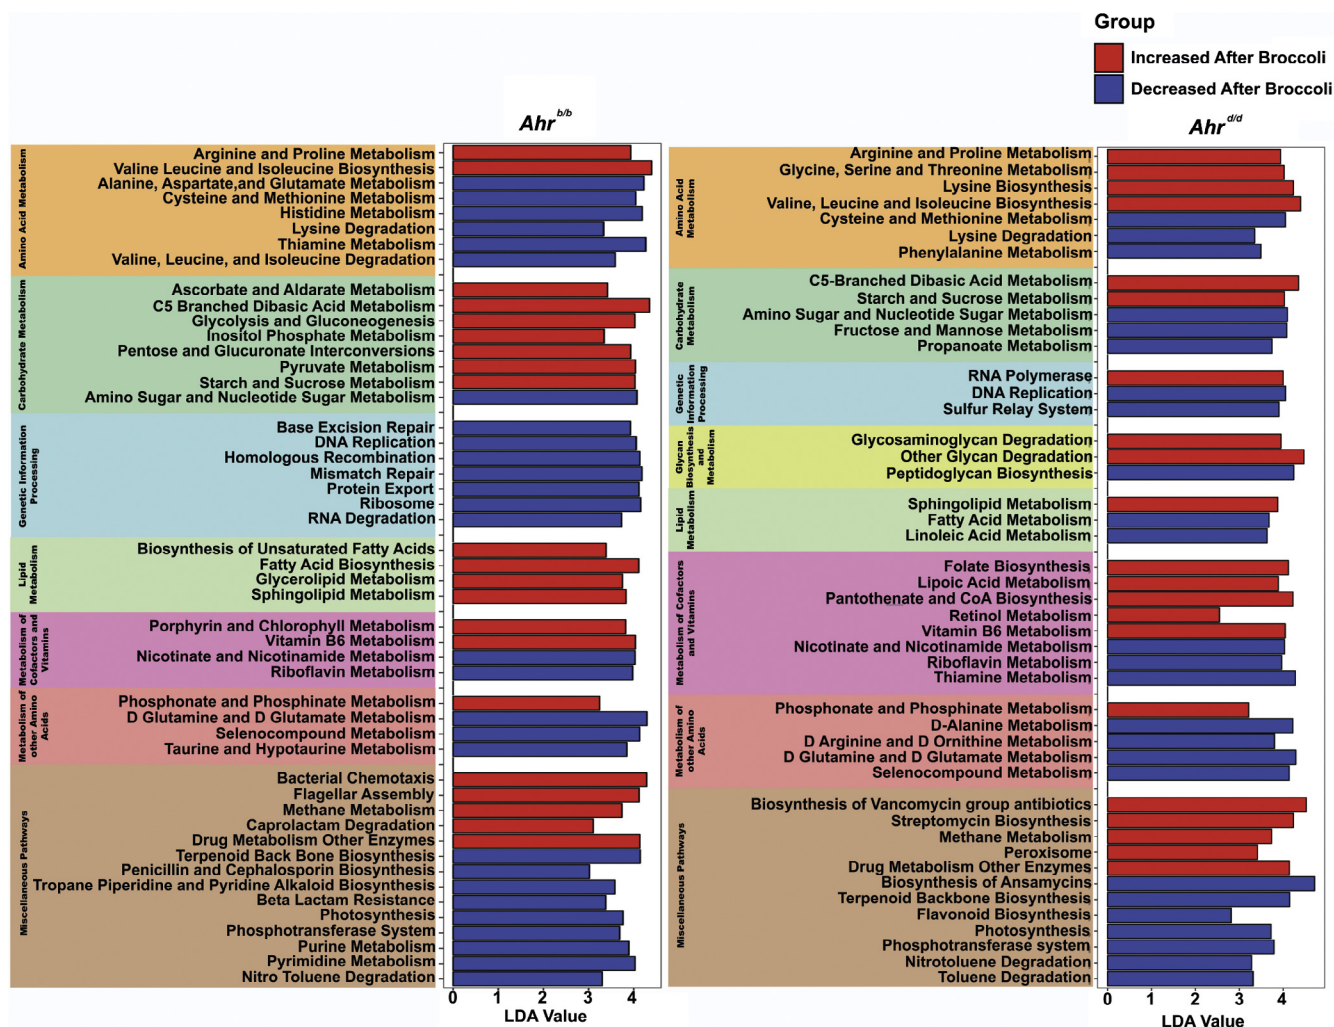 Group
Increased After Broccoli
Decreased After Broccoli
Ahr b/b
Amino Acid Metabolism
Arginine and Proline Metabolism
Valine Leucine and Isoleucine Biosynthesis
Alanine, Aspartate,and Glutamate Metabolism
Cysteine and Methionine Metabolism
Histidine Metabolism
Lysine Degradation
Thiamine Metabolism
Valine, Leucine, and Isoleucine Degradation
Carbohydrate Metabolism
Ascorbate and Aldarate Metabolism
C5 Branched Dibasic Acid Metabolism
Glycolysis and Gluconeogenesis
Inositol Phosphate Metabolism
Pentose and Glucuronate Interconversions
Pyruvate Metabolism
Starch and Sucrose Metabolism
Amino Sugar and Nucleotide Sugar Metabolism
Genetic Information
Processing
Base Excision Repair
DNA Replication
Homologous Recombination
Mismatch Repair
Protein Export
Ribosome
RNA Degradation
Lipid
Metabolism
Biosynthesis of Unsaturated Fatty Acids
Fatty Acid Biosynthesis
Glycerolipid Metabolism
Sphingolipid Metabolism
Metabolism of
Cofactors and
Vitamins
Porphyrin and Chlorophyll Metabolism
Vitamin B6 Metabolism
Nicotinate and Nicotinamide Metabolism
Riboflavin Metabolism
Metabolism of
other Amino
Acids
Phosphonate and Phosphinate Metabolism
D Glutamine and D Glutamate Metabolism
Selenocompound Metabolism
Taurine and Hypotaurine Metabolism
Miscellaneous Pathways
Bacterial Chemotaxis
Flagellar Assembly
Methane Metabolism
Caprolactam Degradation
Drug Metabolism Other Enzymes
Terpenoid Back Bone Biosynthesis
Penicillin and Cephalosporin Biosynthesis
Tropane Piperidine and Pyridine Alkaloid Biosynthesis
Beta Lactam Resistance
Photosynthesis
Phosphotransferase System
Purine Metabolism
Pyrimidine Metabolism
Nitro Toluene Degradation
0 1 2 3 4
LDA Value
Ahr d/d
Amino Acid
Metabolism
Arginine and Proline Metabolism
Glycine, Serine and Threonine Metabolism
Lysine Biosynthesis
Valine, Leucine and Isoleucine Biosynthesis
Cysteine and Methionine Metabolism
Lysine Degradation
Phenylalanine Metabolism
Carbohydrate
Metabolism
C5-Branched Dibasic Acid Metabolism
Starch and Sucrose Metabolism
Amino Sugar and Nucleotide Sugar Metabolism
Fructose and Mannose Metabolism
Propanoate Metabolism
Genetic
Information
Processing
RNA Polymerase
DNA Replication
Sulfur Relay System
Glycan
Biosynthesis
and
Metabolism
Glycosaminoglycan Degradation
Other Glycan Degradation
Peptidoglycan Biosynthesis
Lipid
Metabolism
Sphingolipid Metabolism
Fatty Acid Metabolism
Linoleic Acid Metabolism
Metabolism of Cofactors
and Vitamins
Folate Biosynthesis
Lipoic Acid Metabolism
Pantothenate and CoA Biosynthesis
Retinol Metabolism
Vitamin B6 Metabolism
Nicotinate and Nicotinamide Metabolism
Riboflavin Metabolism
Thiamine Metabolism
Metabolism of
other Amino
Acids
Phosphonate and Phosphinate Metabolism
D-Alanine Metabolism
D Arginine and D Ornithine Metabolism
D Glutamine and D Glutamate Metabolism
Selenocompound Metabolism
Miscellaneous Pathways
Biosynthesis of Vancomycin group antibiotics
Streptomycin Biosynthesis
Methane Metabolism
Peroxisome
Drug Metabolism Other Enzymes
Biosynthesis of Ansamycins
Terpenoid Backbone Biosynthesis
Flavonoid Biosynthesis
Photosynthesis
Phosphotransferase system
Nitrotoluene Degradation
Toluene Degradation
0 1 2 3 4
LDA Value